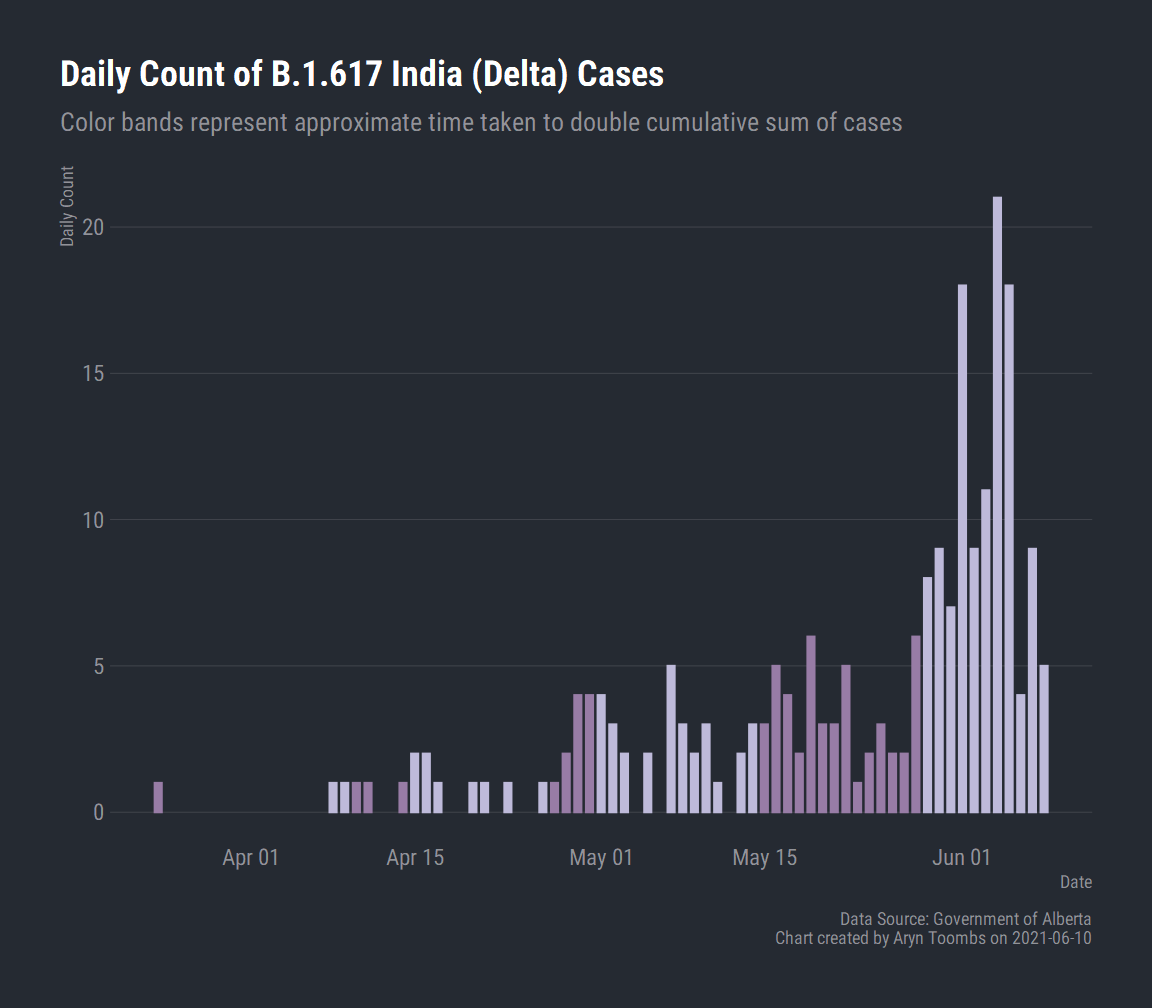 Daily Count of B.1.617 India (Delta) Cases
Color bands represent approximate time taken to double cumulative sum of cases
Daily Count
20
15
10
5
0
Apr 01
Apr 15
May 01
May 15
Jun 01
Date
Data Source: Government of Alberta
Chart created by Aryn Toombs on 2021-06-10